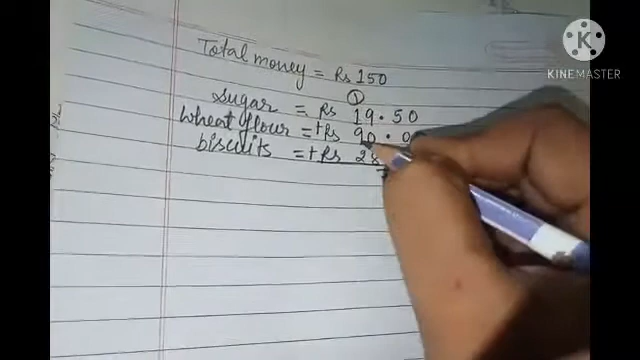 KINEMASTER
Total money = Rs 150
①
Sugar = Rs 19.50
Wheat flour = + Rs 90.0
biscuits = + Rs 28